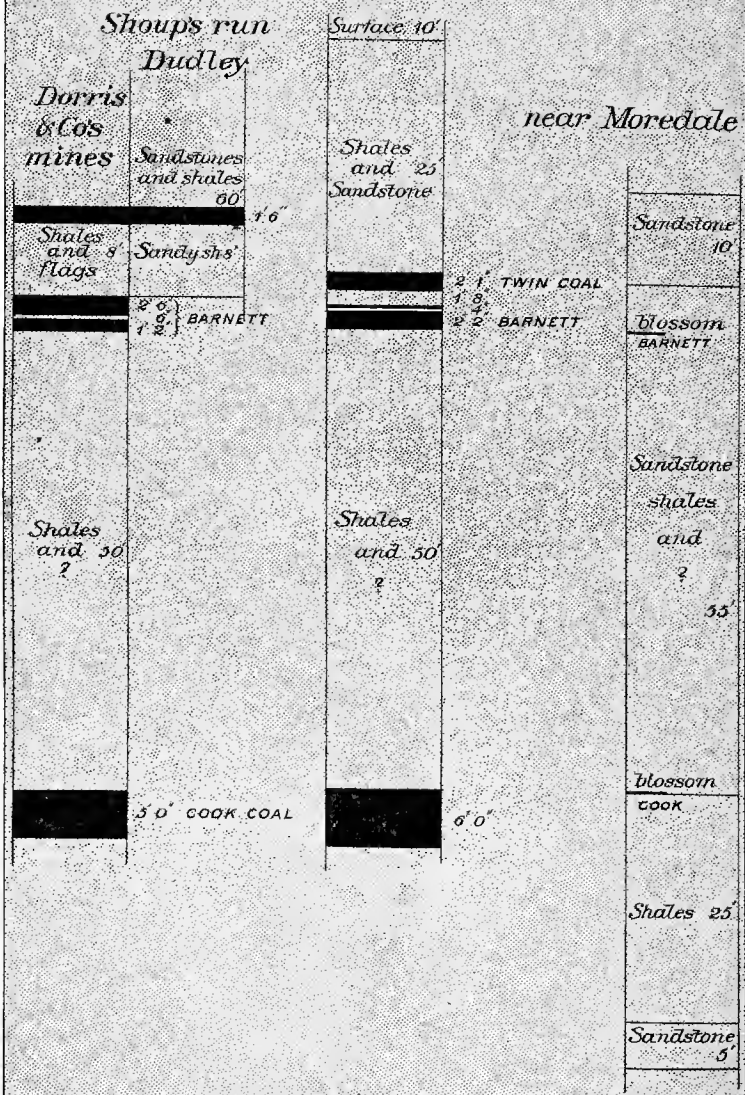 Shoup's run
Dudley
Dorris
& Co's
mines
Sandstones
and shales
60'
1' 6"
Shales
and 8'
flags
Sandy sh 8'
2' 6"
6"
1' 2"
BARNETT
Shales
and 50'
?
5' 0" COOK COAL
Surface 10'
Shales
and 25'
Sandstone
2' 1" TWIN COAL
2' 2" BARNETT
Shales
and 50'
?
6' 0"
near Moredale
Sandstone
10'
blossom
BARNETT
Sandstone
shales
and
?
55'
blossom
COOK
Shales 25'
Sandstone
5'